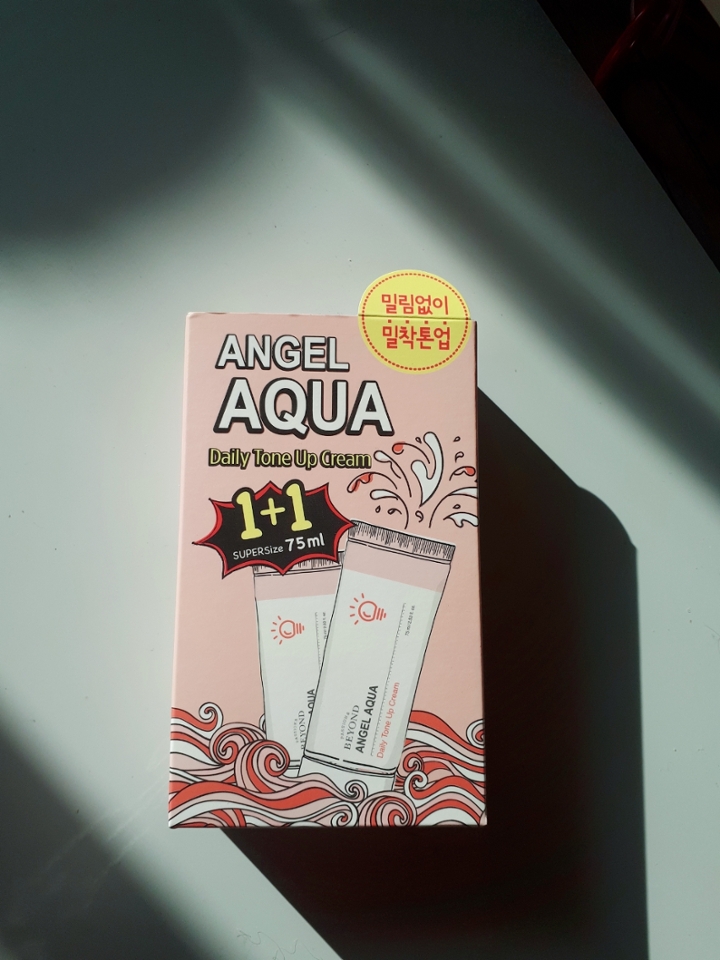 밀림없이
밀착톤업
ANGEL
AQUA
Daily Tone Up Cream
1+1
SUPERSize 75ml
BEYOND
ANGEL AQUA
Daily Tone Up Cream
BEYOND
AQUA